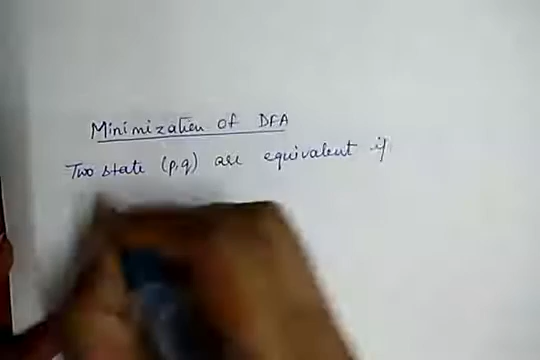 Minimization of DFA
Two state (p,q) are equivalent if